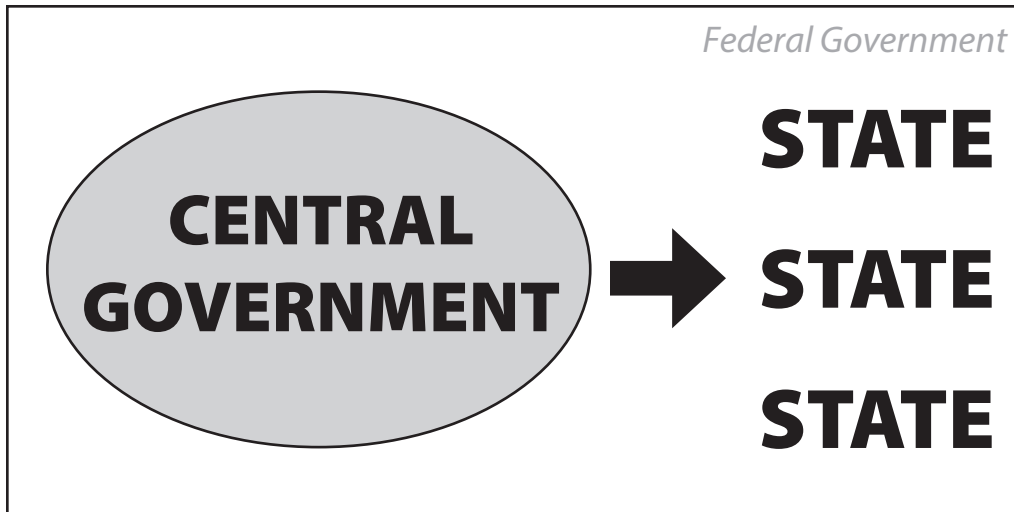 Federal Government
STATE
CENTRAL
GOVERNMENT
STATE
STATE